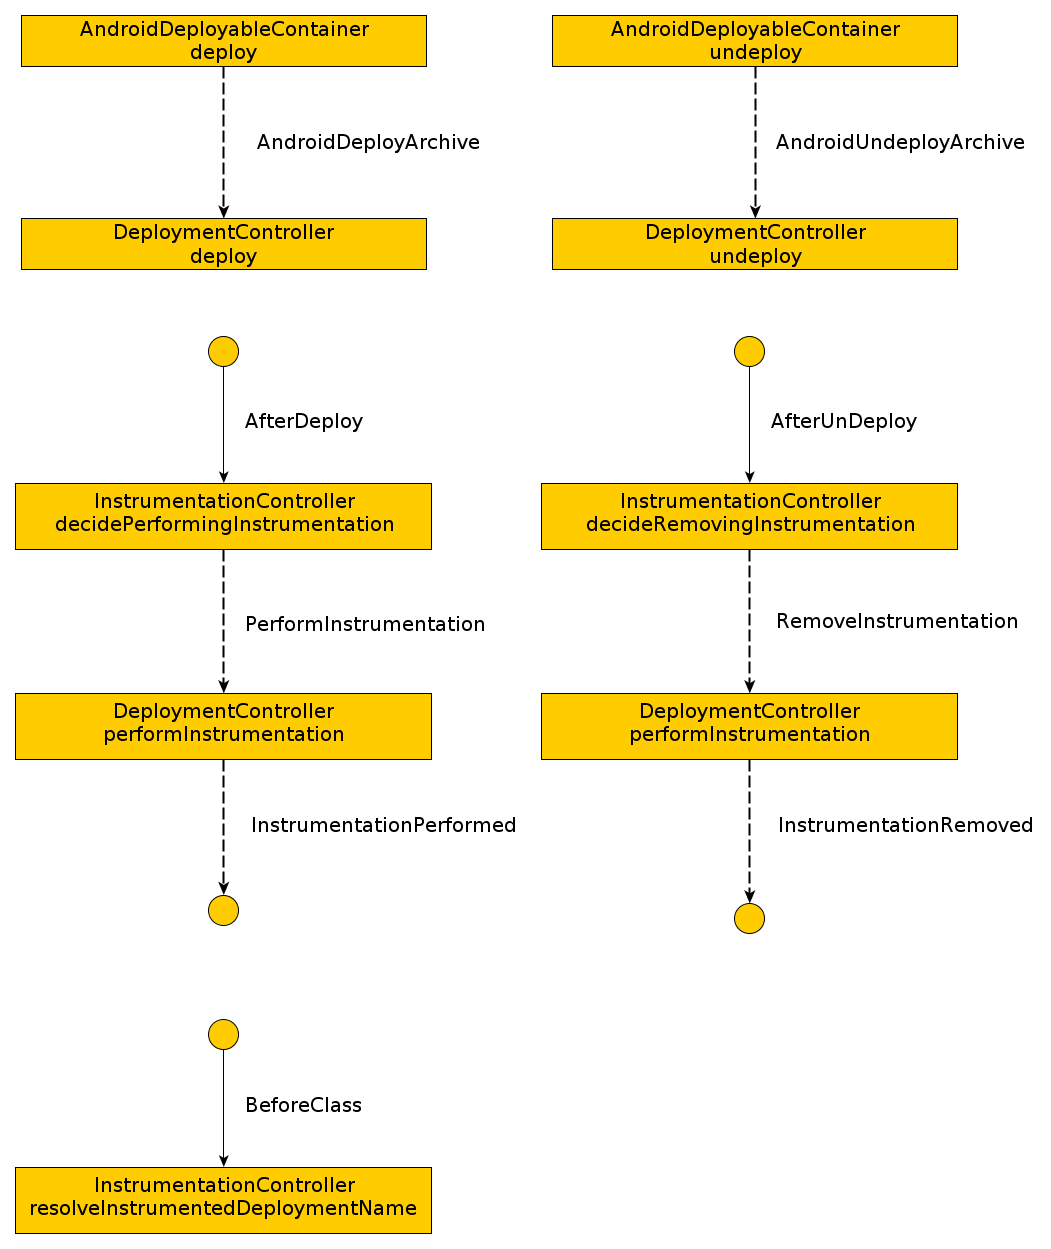 AndroidDeployableContainer
deploy
AndroidDeployArchive
DeploymentController
deploy
AndroidDeployableContainer
undeploy
AndroidUndeployArchive
DeploymentController
undeploy
AfterDeploy
InstrumentationController
decidePerformingInstrumentation
PerformInstrumentation
DeploymentController
performInstrumentation
InstrumentationPerformed
AfterUnDeploy
InstrumentationController
decideRemovingInstrumentation
RemoveInstrumentation
DeploymentController
performInstrumentation
InstrumentationRemoved
BeforeClass
InstrumentationController
resolveInstrumentedDeploymentName